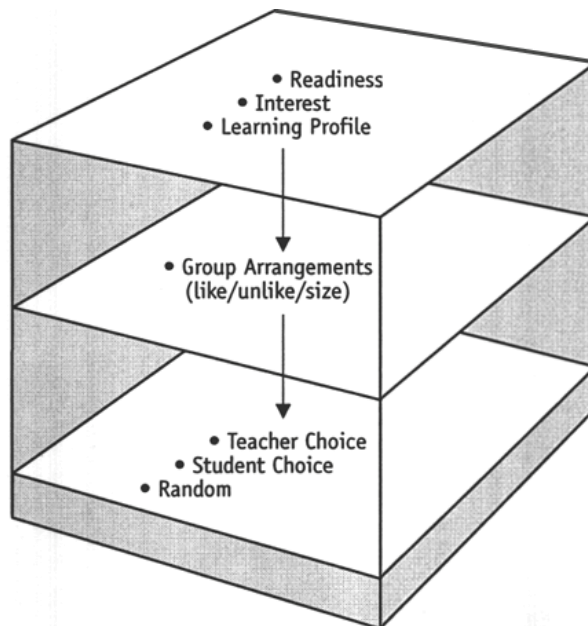 • Readiness
• Interest
• Learning Profile
• Group Arrangements
(like/unlike/size)
• Teacher Choice
• Student Choice
• Random